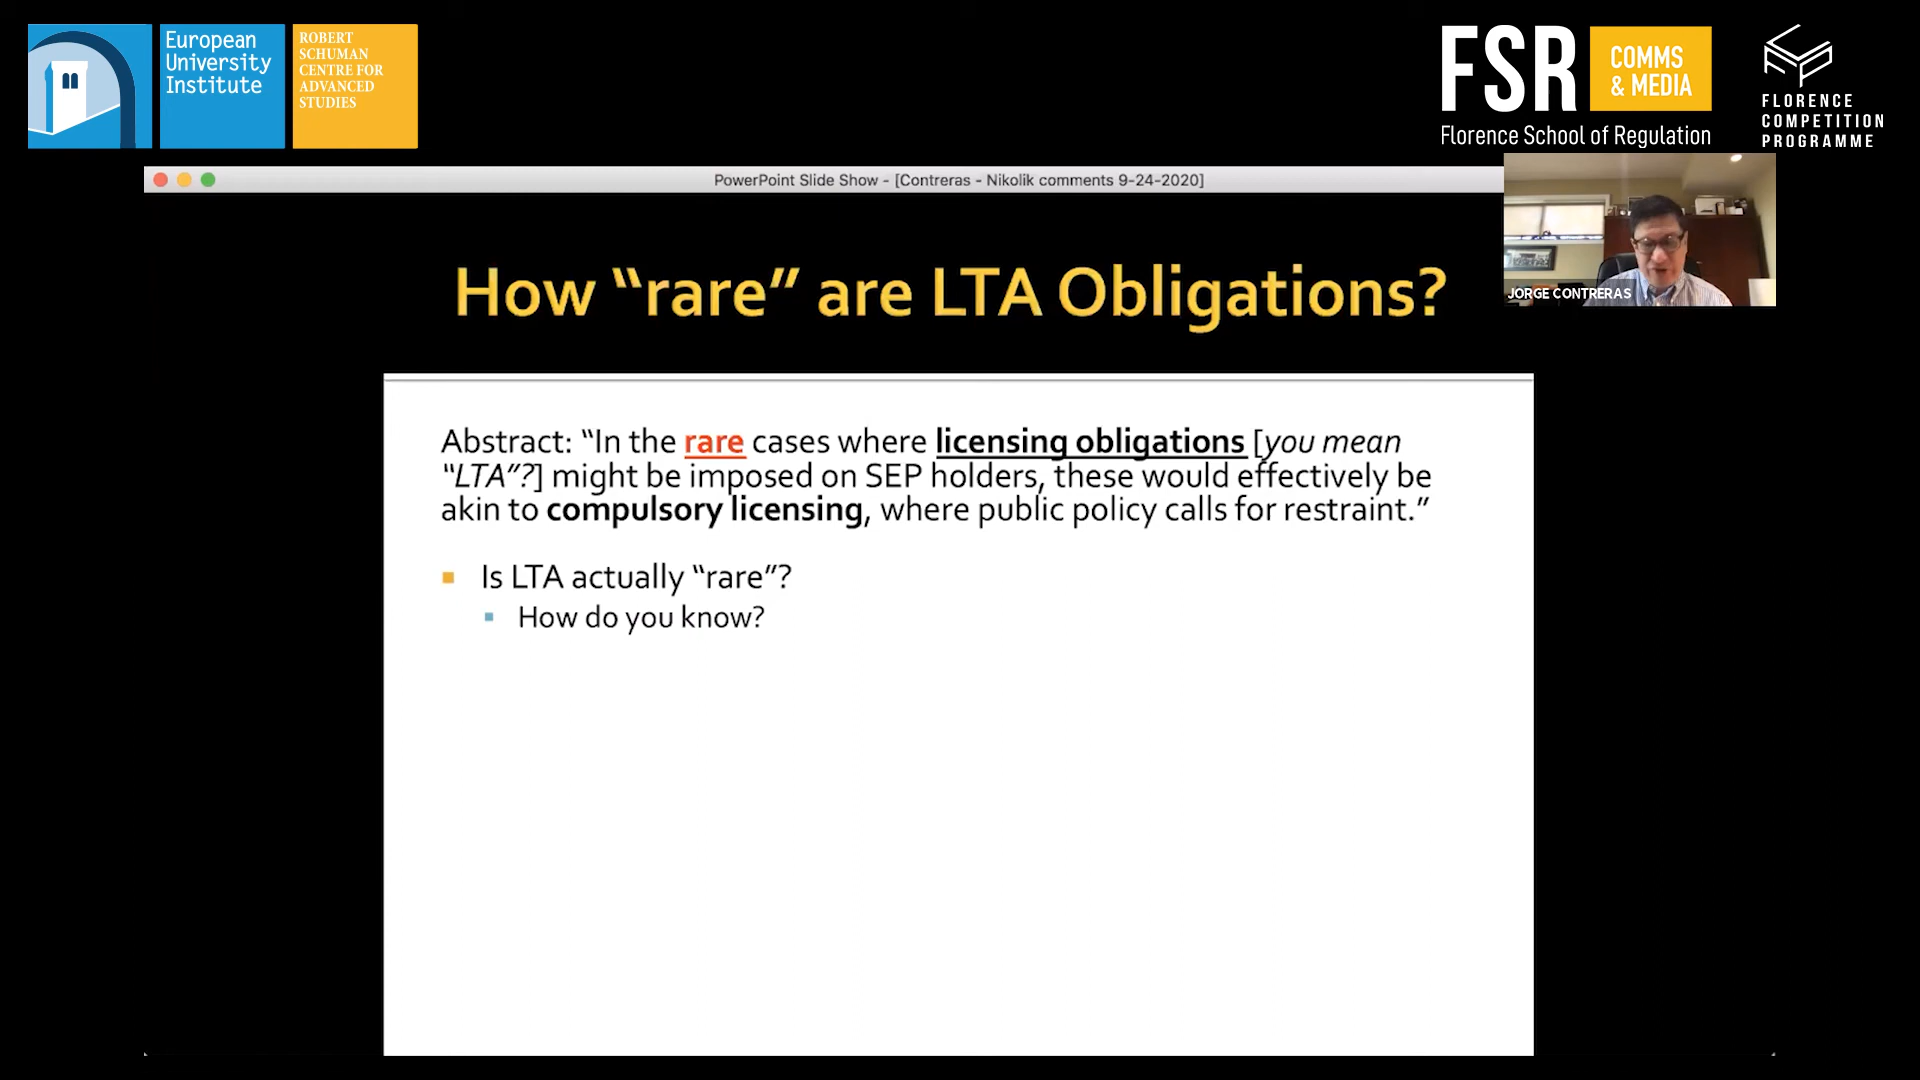 European
University
Institute
ROBERT
SCHUMAN
CENTRE FOR
ADVANCED
STUDIES
FSR
COMMS
& MEDIA
Florence School of Regulation
FLORENCE
COMPETITION
PROGRAMME
PowerPoint Slide Show - [Contreras - Nikolik comments 9-24-2020]
JORGE CONTRERAS
How “rare” are LTA Obligations?
Abstract: “In the rare cases where licensing obligations [you mean
“LTA”?] might be imposed on SEP holders, these would effectively be
akin to compulsory licensing, where public policy calls for restraint.”
Is LTA actually “rare”?
How do you know?